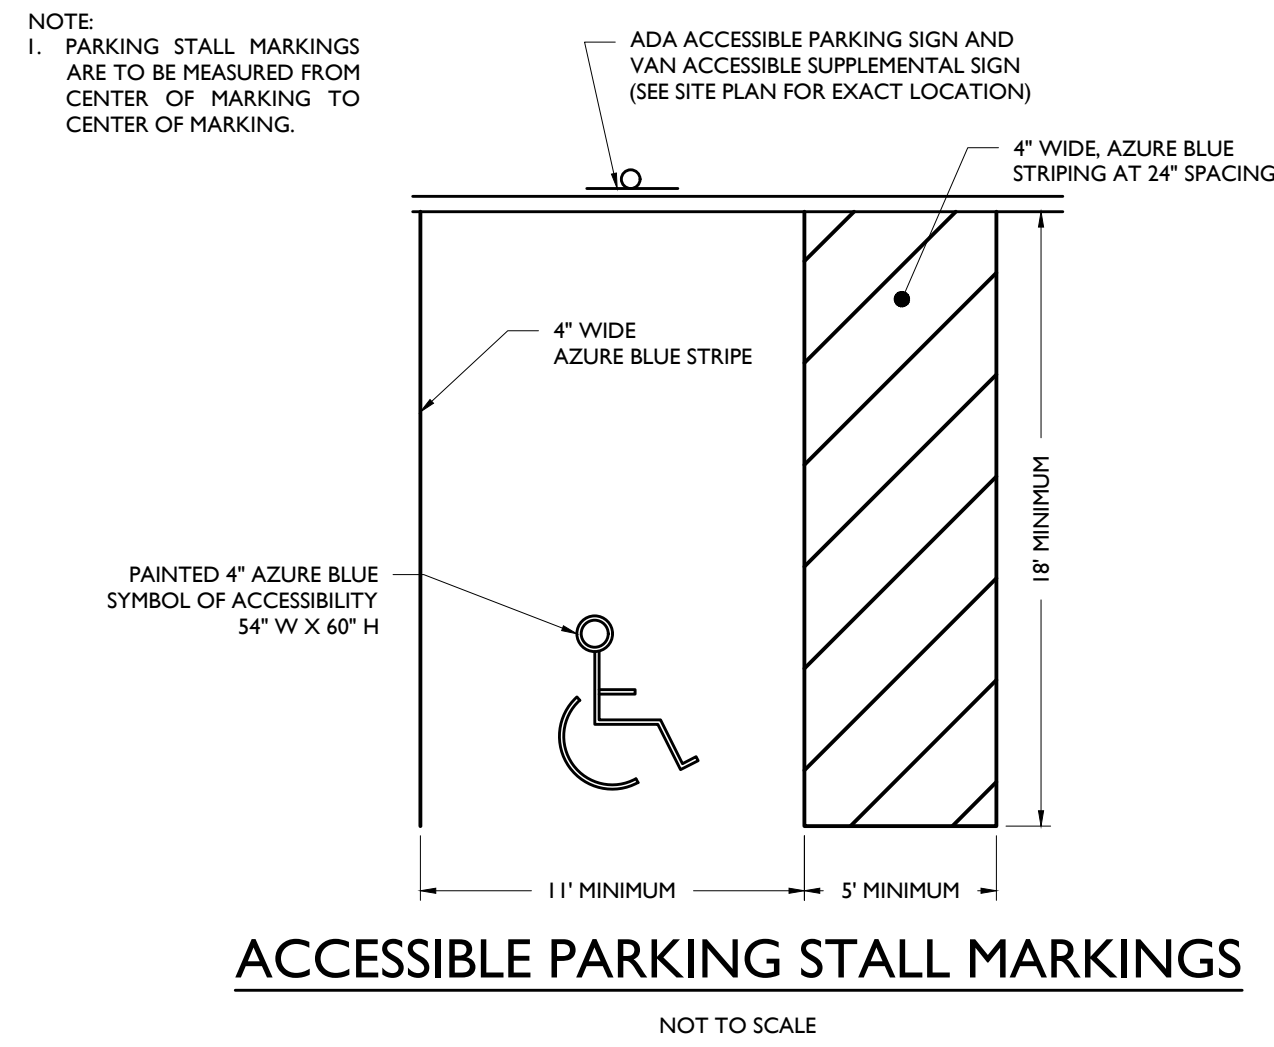 NOTE:
1. PARKING STALL MARKINGS
ARE TO BE MEASURED FROM
CENTER OF MARKING TO
CENTER OF MARKING.
ADA ACCESSIBLE PARKING SIGN AND
VAN ACCESSIBLE SUPPLEMENTAL SIGN
(SEE SITE PLAN FOR EXACT LOCATION)
4" WIDE, AZURE BLUE
STRIPING AT 24" SPACING
4" WIDE
AZURE BLUE STRIPE
18' MINIMUM
PAINTED 4" AZURE BLUE
SYMBOL OF ACCESSIBILITY
54" W X 60" H
11' MINIMUM
5' MINIMUM
ACCESSIBLE PARKING STALL MARKINGS
NOT TO SCALE